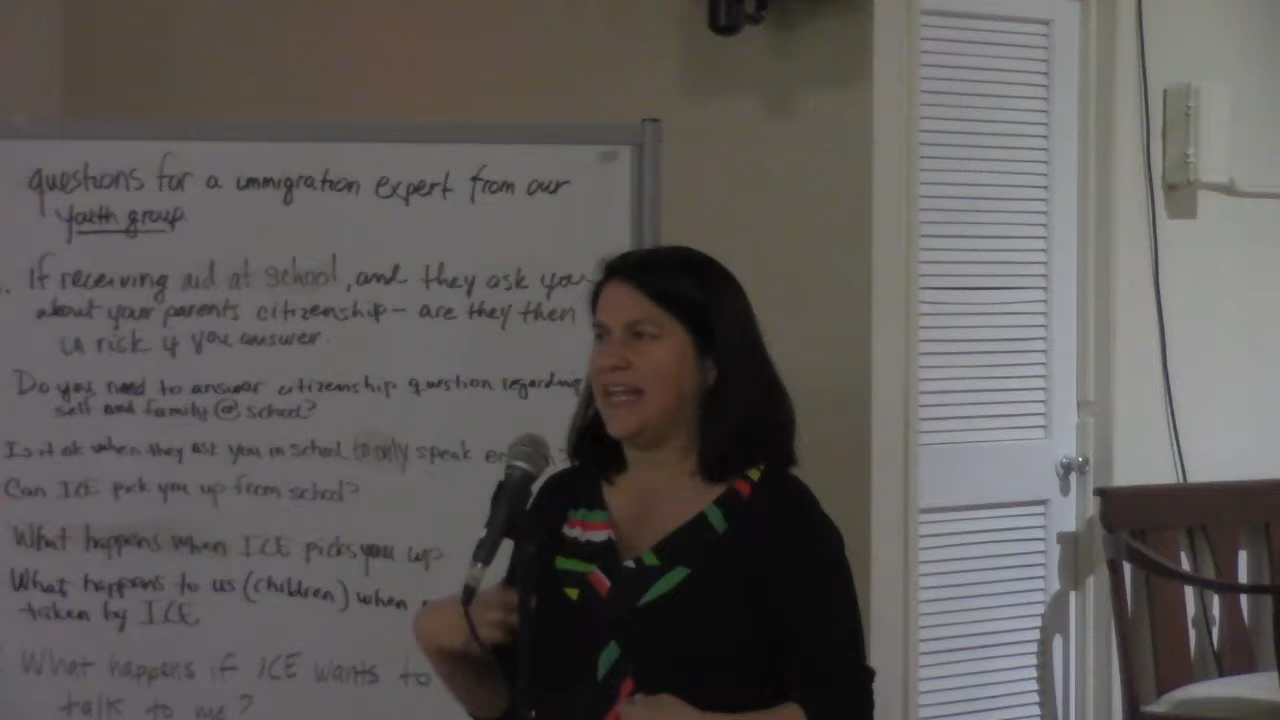 questions for a immigration expert from our
youth group.
. If receiving aid at school, and they ask you
about your parents citizenship - are they then
in risk if you answer.
Do you need to answer citizenship question regarding
self and family @ school?
Is it ok when they ask you in school to only speak en
Can ICE pick you up from school?
What happens when ICE picks you up
What happens to us (children) when
taken by ICE
What happens if ICE wants to
talk to me?